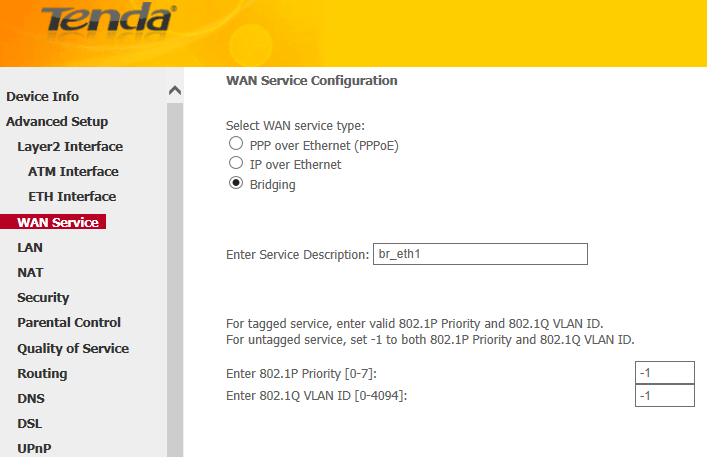 Tenda
Device Info
Advanced Setup
Layer2 Interface
ATM Interface
ETH Interface
WAN Service
LAN
NAT
Security
Parental Control
Quality of Service
Routing
DNS
DSL
UPnP
WAN Service Configuration
Select WAN service type:
PPP over Ethernet (PPPoE)
IP over Ethernet
Bridging
Enter Service Description: br_eth1
For tagged service, enter valid 802.1P Priority and 802.1Q VLAN ID.
For untagged service, set -1 to both 802.1P Priority and 802.1Q VLAN ID.
Enter 802.1P Priority [0-7]: -1
Enter 802.1Q VLAN ID [0-4094]: -1